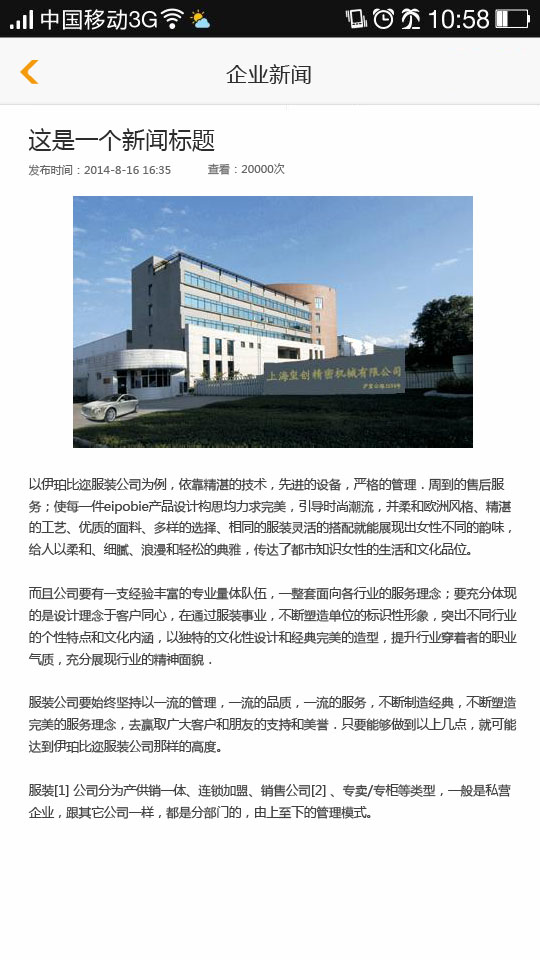 中国移动3G
10:58
企业新闻
这是一个新闻标题
发布时间：2014-8-16 16:35 查看：20000次
上海皇创精密机械有限公司
以伊珀比迩服装公司为例，依靠精湛的技术，先进的设备，严格的管理．周到的售后服
务；使每一件eipobie产品设计构思均力求完美，引导时尚潮流，并柔和欧洲风格、精湛
的工艺、优质的面料、多样的选择、相同的服装灵活的搭配就能展现出女性不同的韵味，
给人以柔和、细腻、浪漫和轻松的典雅，传达了都市知识女性的生活和文化品位。
而且公司要有一支经验丰富的专业量体队伍，一整套面向各行业的服务理念；要充分体现
的是设计理念于客户同心，在通过服装事业，不断塑造单位的标识性形象，突出不同行业
的个性特点和文化内涵，以独特的文化性设计和经典完美的造型，提升行业穿着者的职业
气质，充分展现行业的精神面貌．
服装公司要始终坚持以一流的管理，一流的品质，一流的服务，不断制造经典，不断塑造
完美的服务理念，去赢取广大客户和朋友的支持和美誉．只要能够做到以上几点，就可能
达到伊珀比迩服装公司那样的高度。
服装[1] 公司分为产供销一体、连锁加盟、销售公司[2] 、专卖/专柜等类型，一般是私营
企业，跟其它公司一样，都是分部门的，由上至下的管理模式。